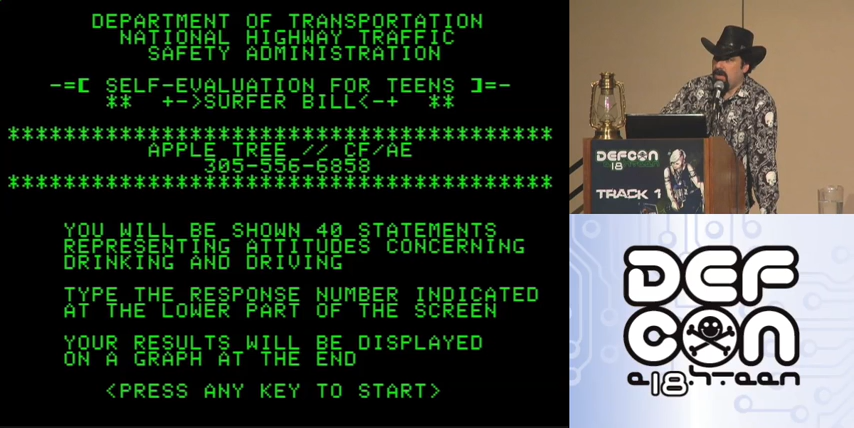 DEPARTMENT OF TRANSPORTATION
NATIONAL HIGHWAY TRAFFIC
SAFETY ADMINISTRATION
-=[ SELF-EVALUATION FOR TEENS ]=-
** +->SURFER BILL<-+ **
***************************************
APPLE TREE // CF/AE
305-556-6858
***************************************
YOU WILL BE SHOWN 40 STATEMENTS
REPRESENTING ATTITUDES CONCERNING
DRINKING AND DRIVING
TYPE THE RESPONSE NUMBER INDICATED
AT THE LOWER PART OF THE SCREEN
YOUR RESULTS WILL BE DISPLAYED
ON A GRAPH AT THE END
<PRESS ANY KEY TO START>
DEFCON
18
TRACK 1
DEF
CON
e18h-teen